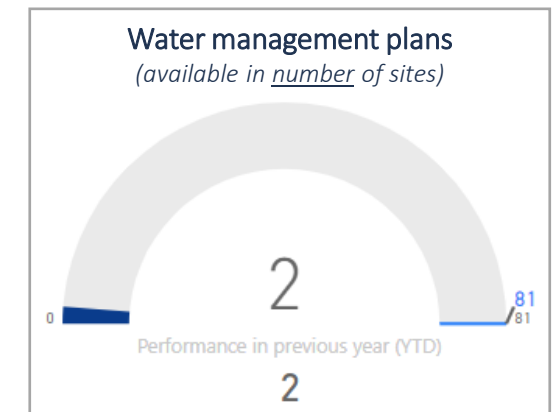 Water management plans
(available in number of sites)
2
81
0
81
Performance in previous year (YTD)
2